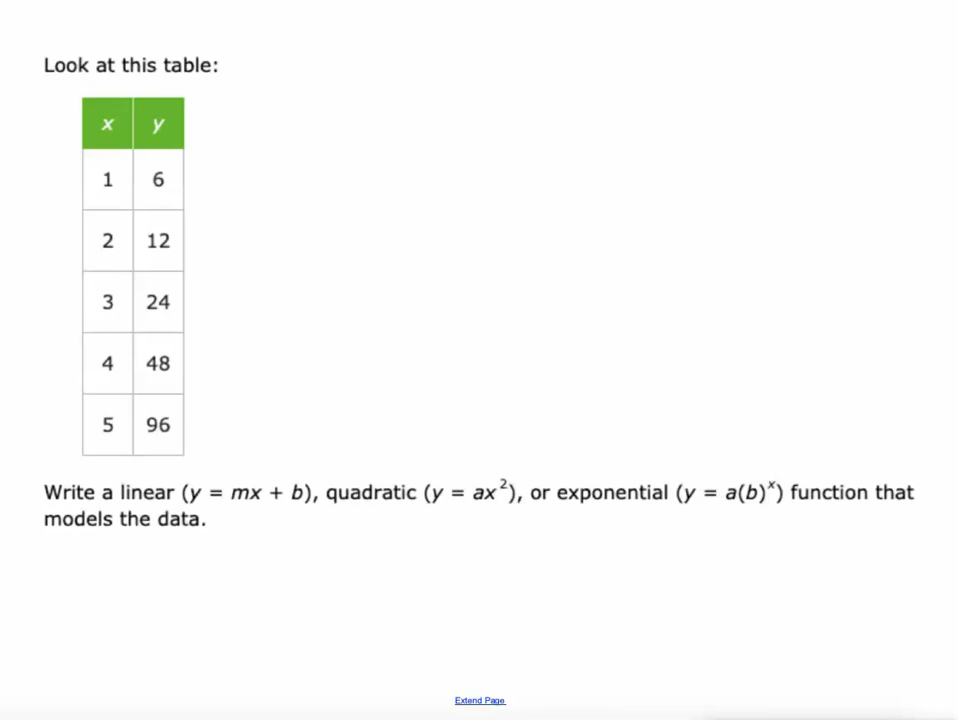 Look at this table:
x y
1 6
2 12
3 24
4 48
5 96
Write a linear (y = mx + b), quadratic (y = ax²), or exponential (y = a(b)ˣ) function that
models the data.
Extend Page